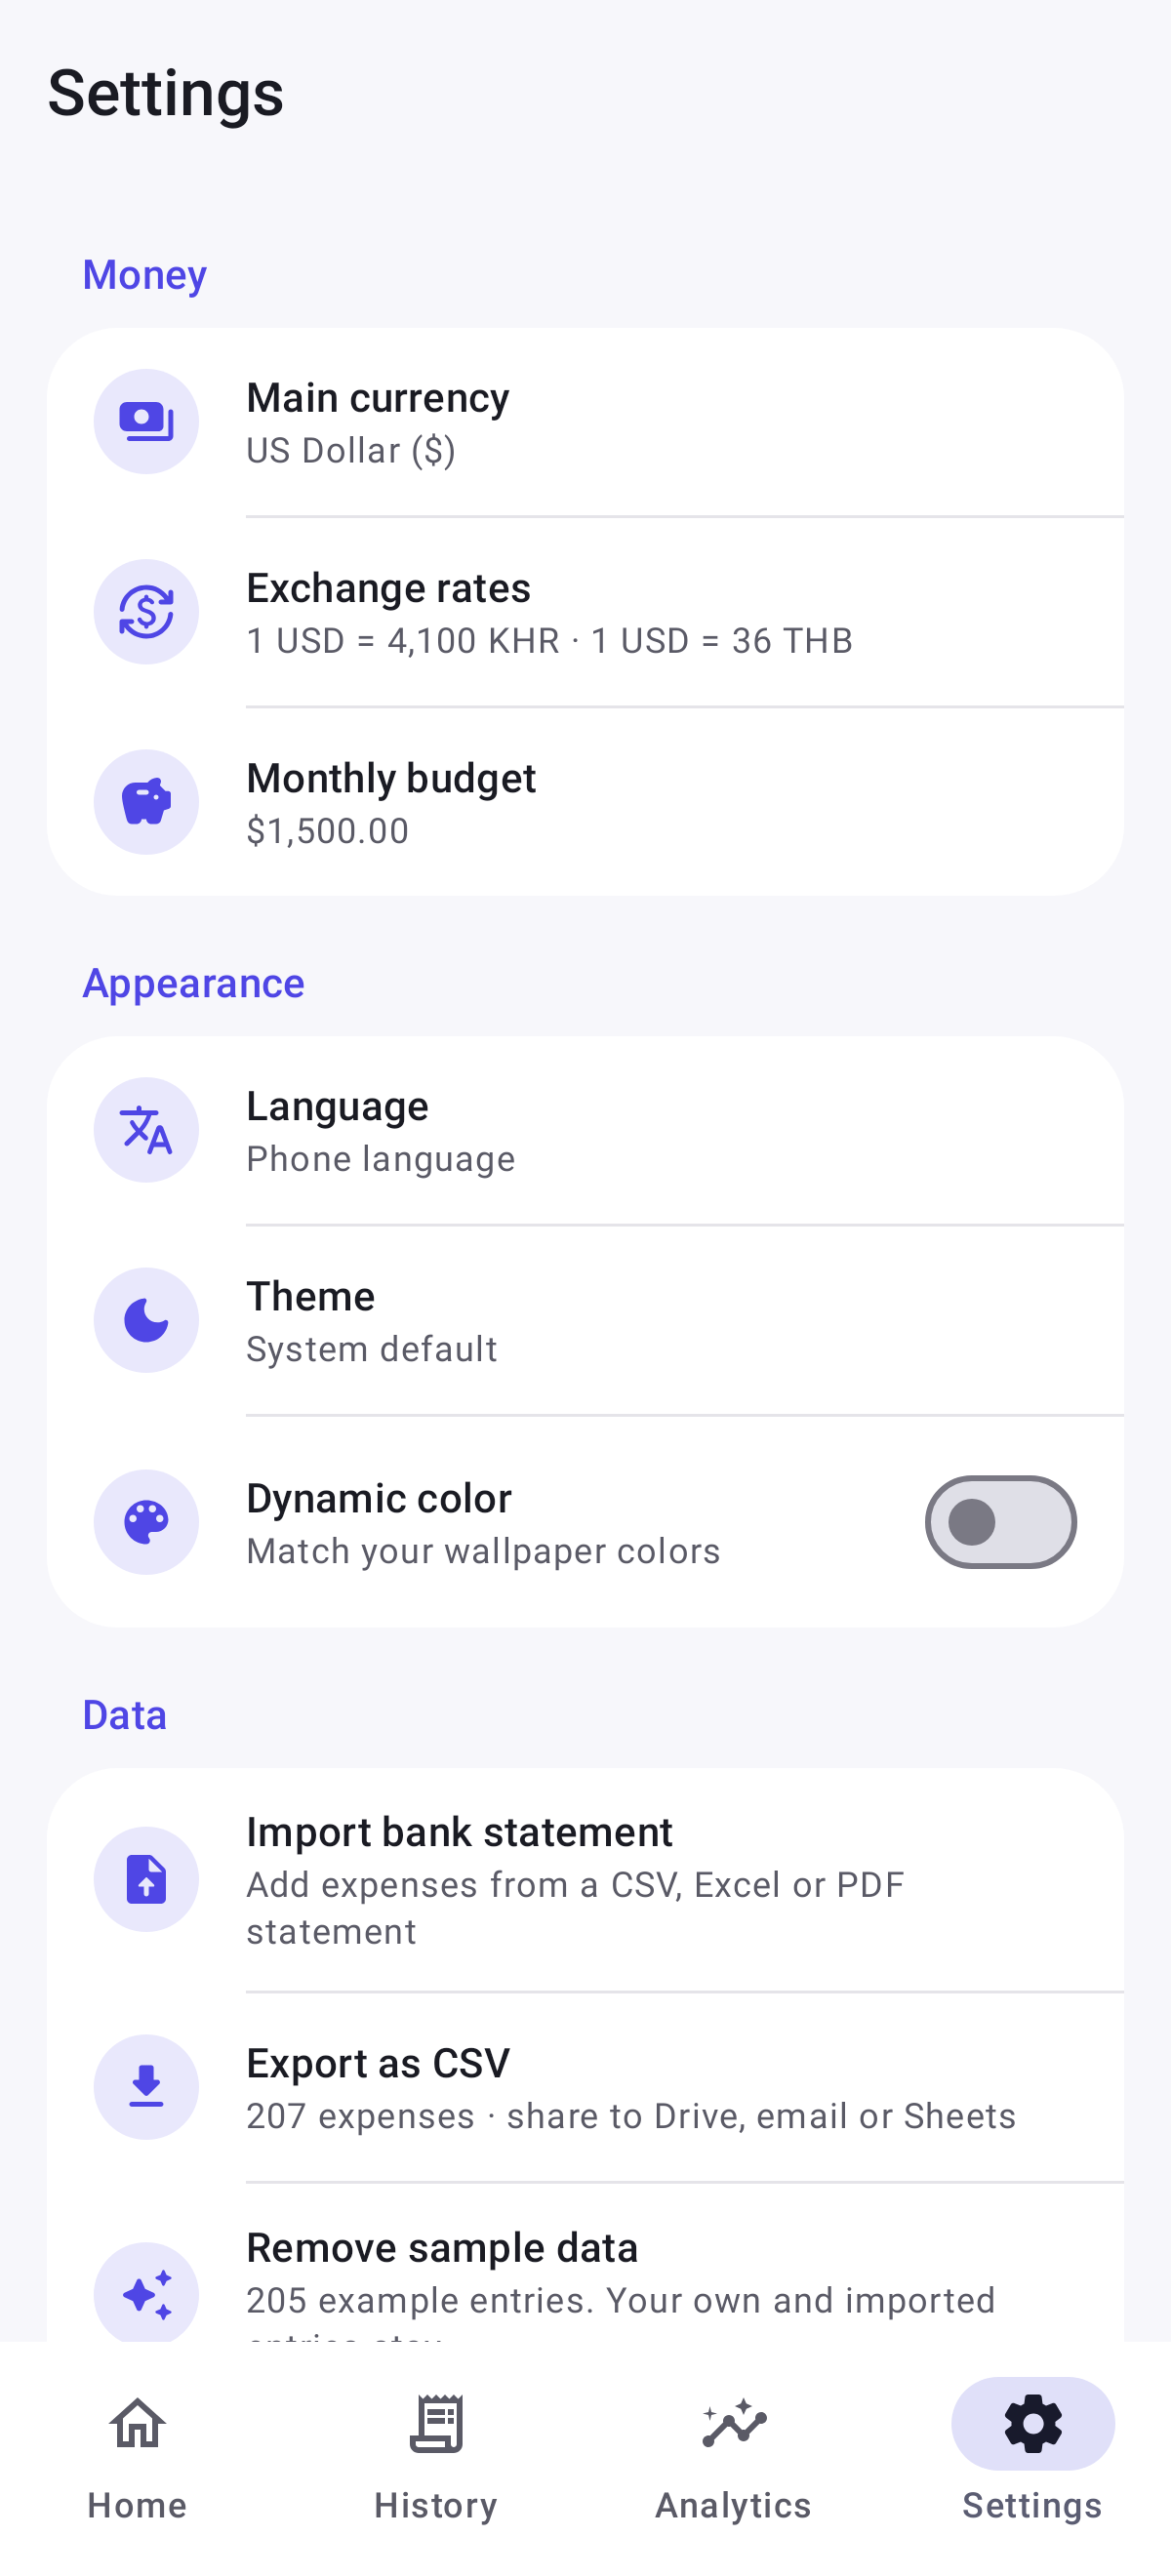 Settings
Money
Main currency
US Dollar ($)
Exchange rates
1 USD = 4,100 KHR · 1 USD = 36 THB
Monthly budget
$1,500.00
Appearance
Language
Phone language
Theme
System default
Dynamic color
Match your wallpaper colors
Data
Import bank statement
Add expenses from a CSV, Excel or PDF
statement
Export as CSV
207 expenses · share to Drive, email or Sheets
Remove sample data
205 example entries. Your own and imported
Home
History
Analytics
Settings